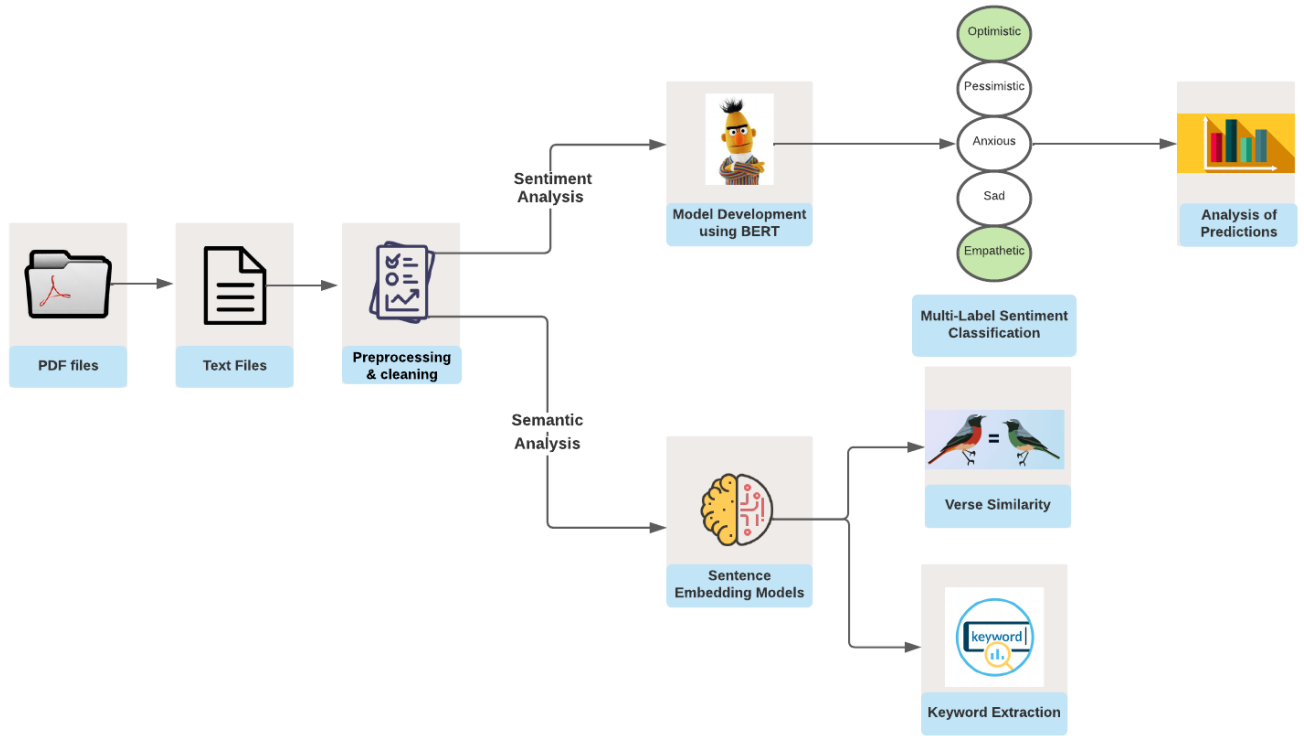 PDF files
Text Files
Preprocessing
& cleaning
Sentiment
Analysis
Model Development
using BERT
Optimistic
Pessimistic
Anxious
Sad
Empathetic
Multi-Label Sentiment
Classification
Analysis of
Predictions
Semantic
Analysis
Sentence
Embedding Models
=
Verse Similarity
keyword
Keyword Extraction